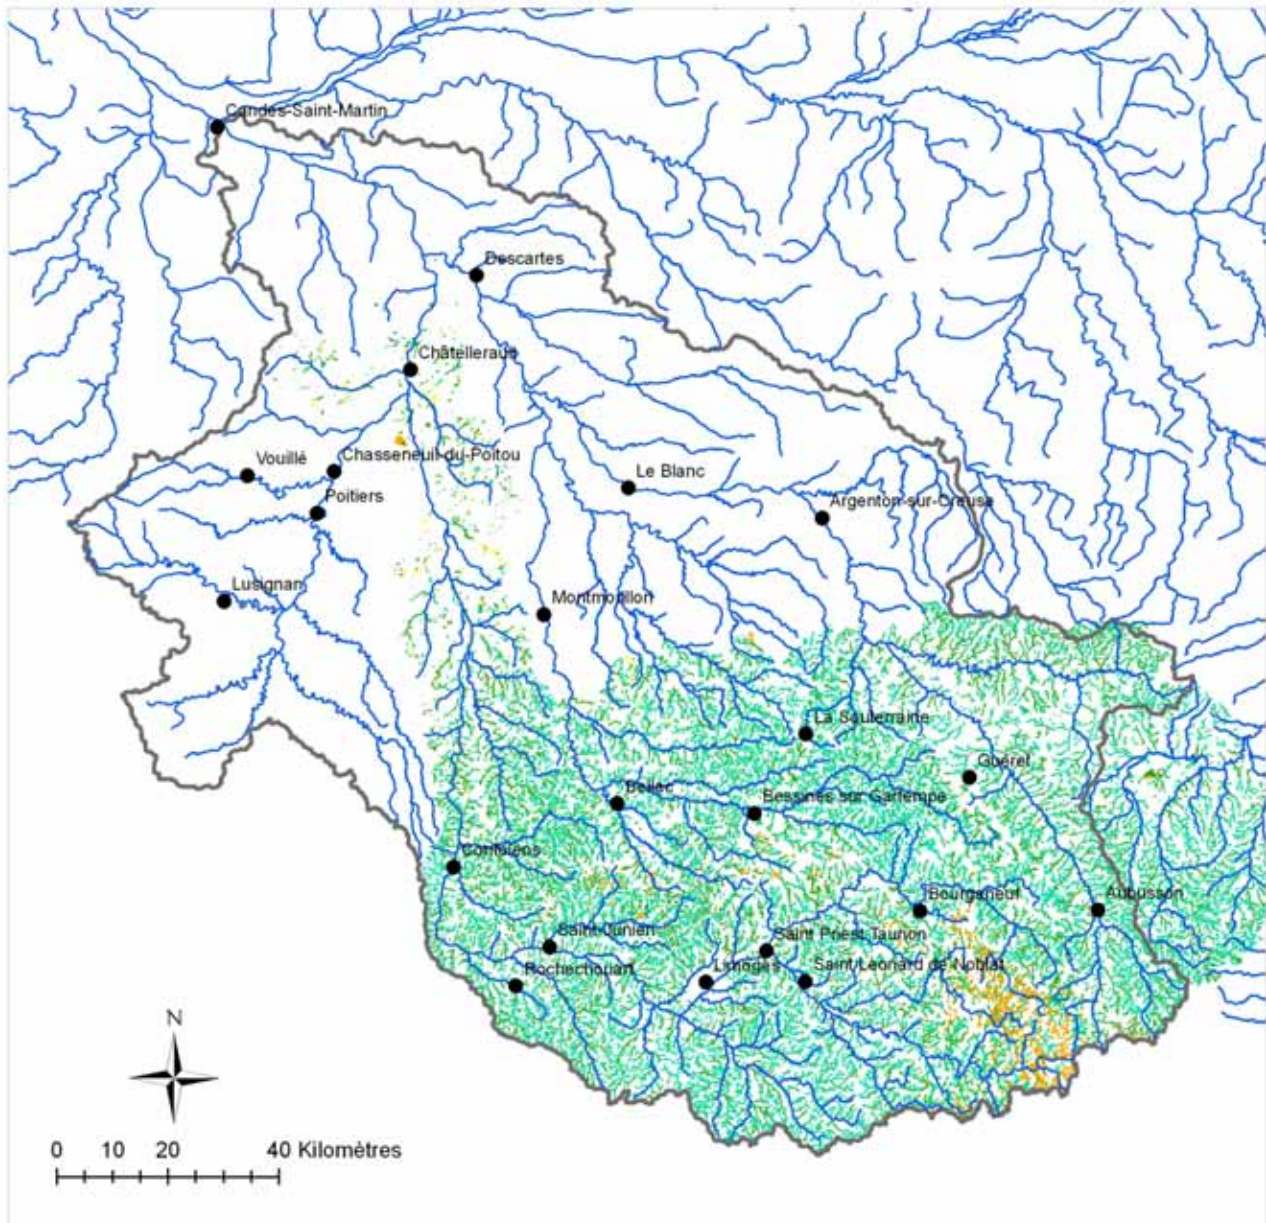 Candes-Saint-Martin
Descartes
Châtelleraut
Vouillé
Chasseneuil-du-Poitou
Le Blanc
Poitiers
Argenton-sur-Creuse
Lusignan
Montmorillon
La Souterraine
Guéret
Bellac
Bessines sur Gartempe
Confolens
Bourganeuf
Aubusson
Saint-Junien
Saint Priest Taurion
Rochechouart
Limoges
Saint Léonard de Noblat
N
0 10 20 40 Kilomètres